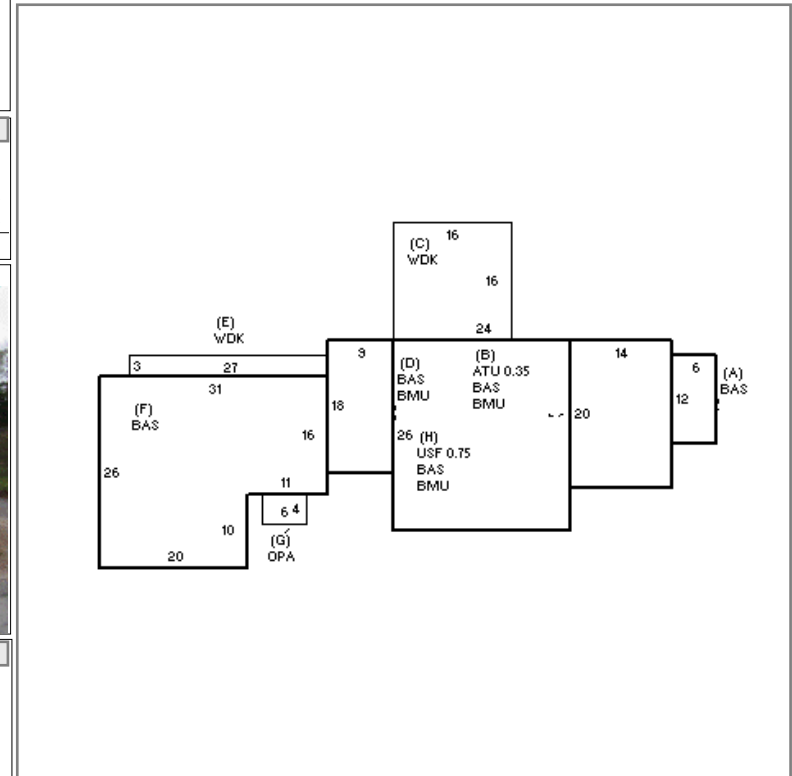 16
(C)
WDK
16
24
(E)
WDK
3
27
31
(F)
BAS
26
16
11
10
20
6 4
(G)
OPA
9
18
(D)
BAS
BMU
(B)
ATU 0.35
BAS
BMU
26
(H)
USF 0.75
BAS
BMU
14
20
6
12
(A)
BAS